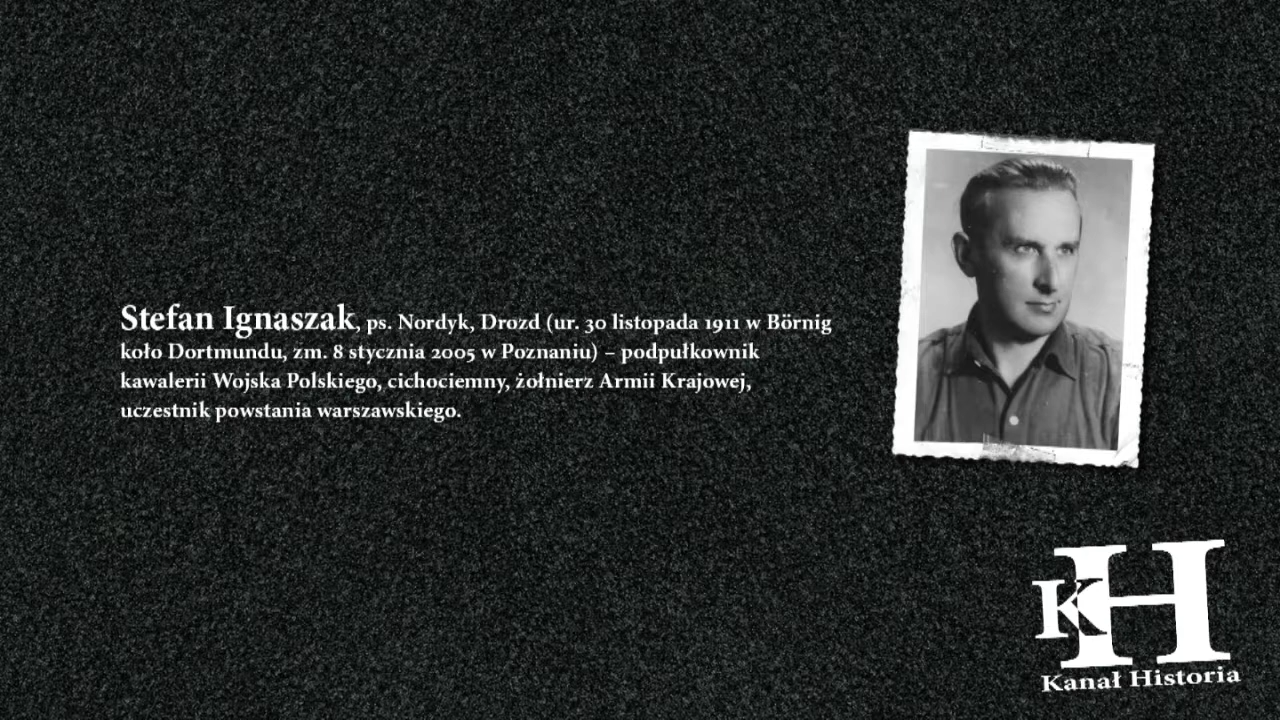 Stefan Ignaszak, ps. Nordyk, Drozd (ur. 30 listopada 1911 w Börnig
koło Dortmundu, zm. 8 stycznia 2005 w Poznaniu) – podpułkownik
kawalerii Wojska Polskiego, cichociemny, żołnierz Armii Krajowej,
uczestnik powstania warszawskiego.
KH
Kanał Historia